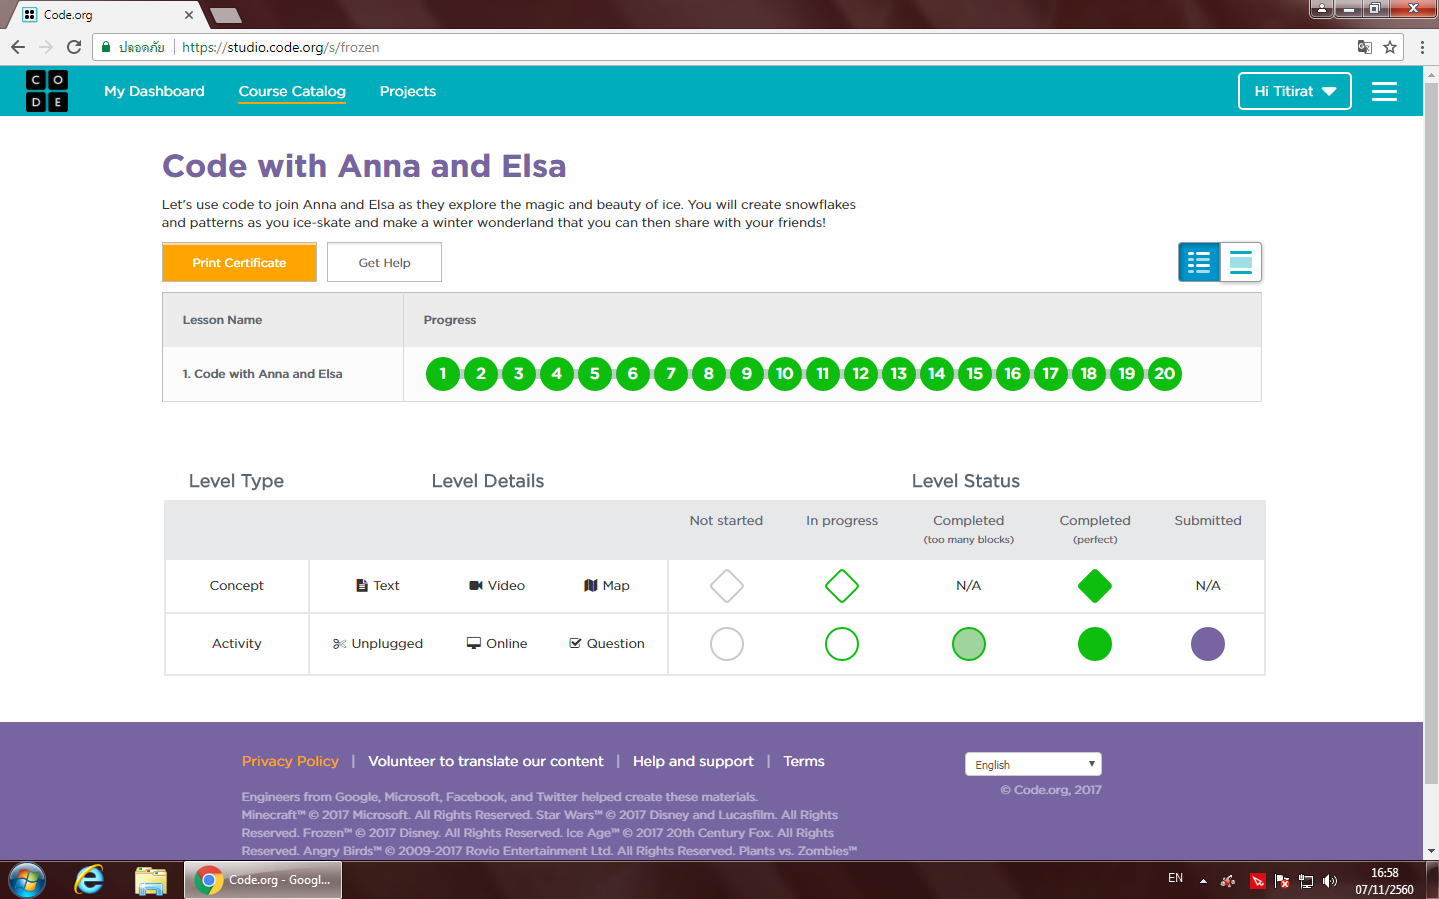 Code.org
ปลอดภัย https://studio.code.org/s/frozen
C O
D E
My Dashboard Course Catalog Projects Hi Titirat
Code with Anna and Elsa
Let's use code to join Anna and Elsa as they explore the magic and beauty of ice. You will create snowflakes
and patterns as you ice-skate and make a winter wonderland that you can then share with your friends!
Print Certificate Get Help
Lesson Name Progress
1. Code with Anna and Elsa 1 2 3 4 5 6 7 8 9 10 11 12 13 14 15 16 17 18 19 20
Level Type Level Details Level Status
Not started In progress Completed Completed Submitted
(too many blocks) (perfect)
Concept Text Video Map N/A N/A
Activity Unplugged Online Question
Privacy Policy | Volunteer to translate our content | Help and support | Terms English
© Code.org, 2017
Engineers from Google, Microsoft, Facebook, and Twitter helped create these materials.
Minecraft™ © 2017 Microsoft. All Rights Reserved. Star Wars™ © 2017 Disney and Lucasfilm. All Rights
Reserved. Frozen™ © 2017 Disney. All Rights Reserved. Ice Age™ © 2017 20th Century Fox. All Rights
Reserved. Angry Birds™ © 2009-2017 Rovio Entertainment Ltd. All Rights Reserved. Plants vs. Zombies™
Code.org - Googl... EN 16:58
07/11/2560